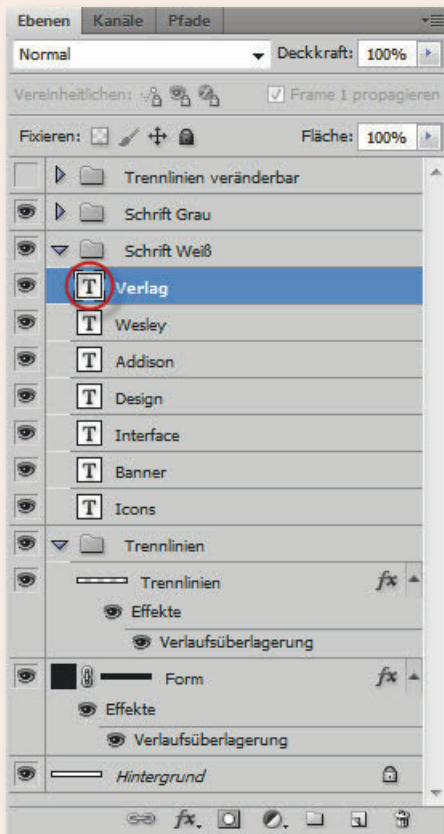 Ebenen Kanäle Pfade
Normal Deckkraft: 100%
Vereinheitlichen: Frame 1 propagieren
Fixieren: Fläche: 100%
Trennlinien veränderbar
Schrift Grau
Schrift Weiß
T Verlag
T Wesley
T Addison
T Design
T Interface
T Banner
T Icons
Trennlinien
Trennlinien fx
Effekte
Verlaufsüberlagerung
Form fx
Effekte
Verlaufsüberlagerung
Hintergrund
fx.